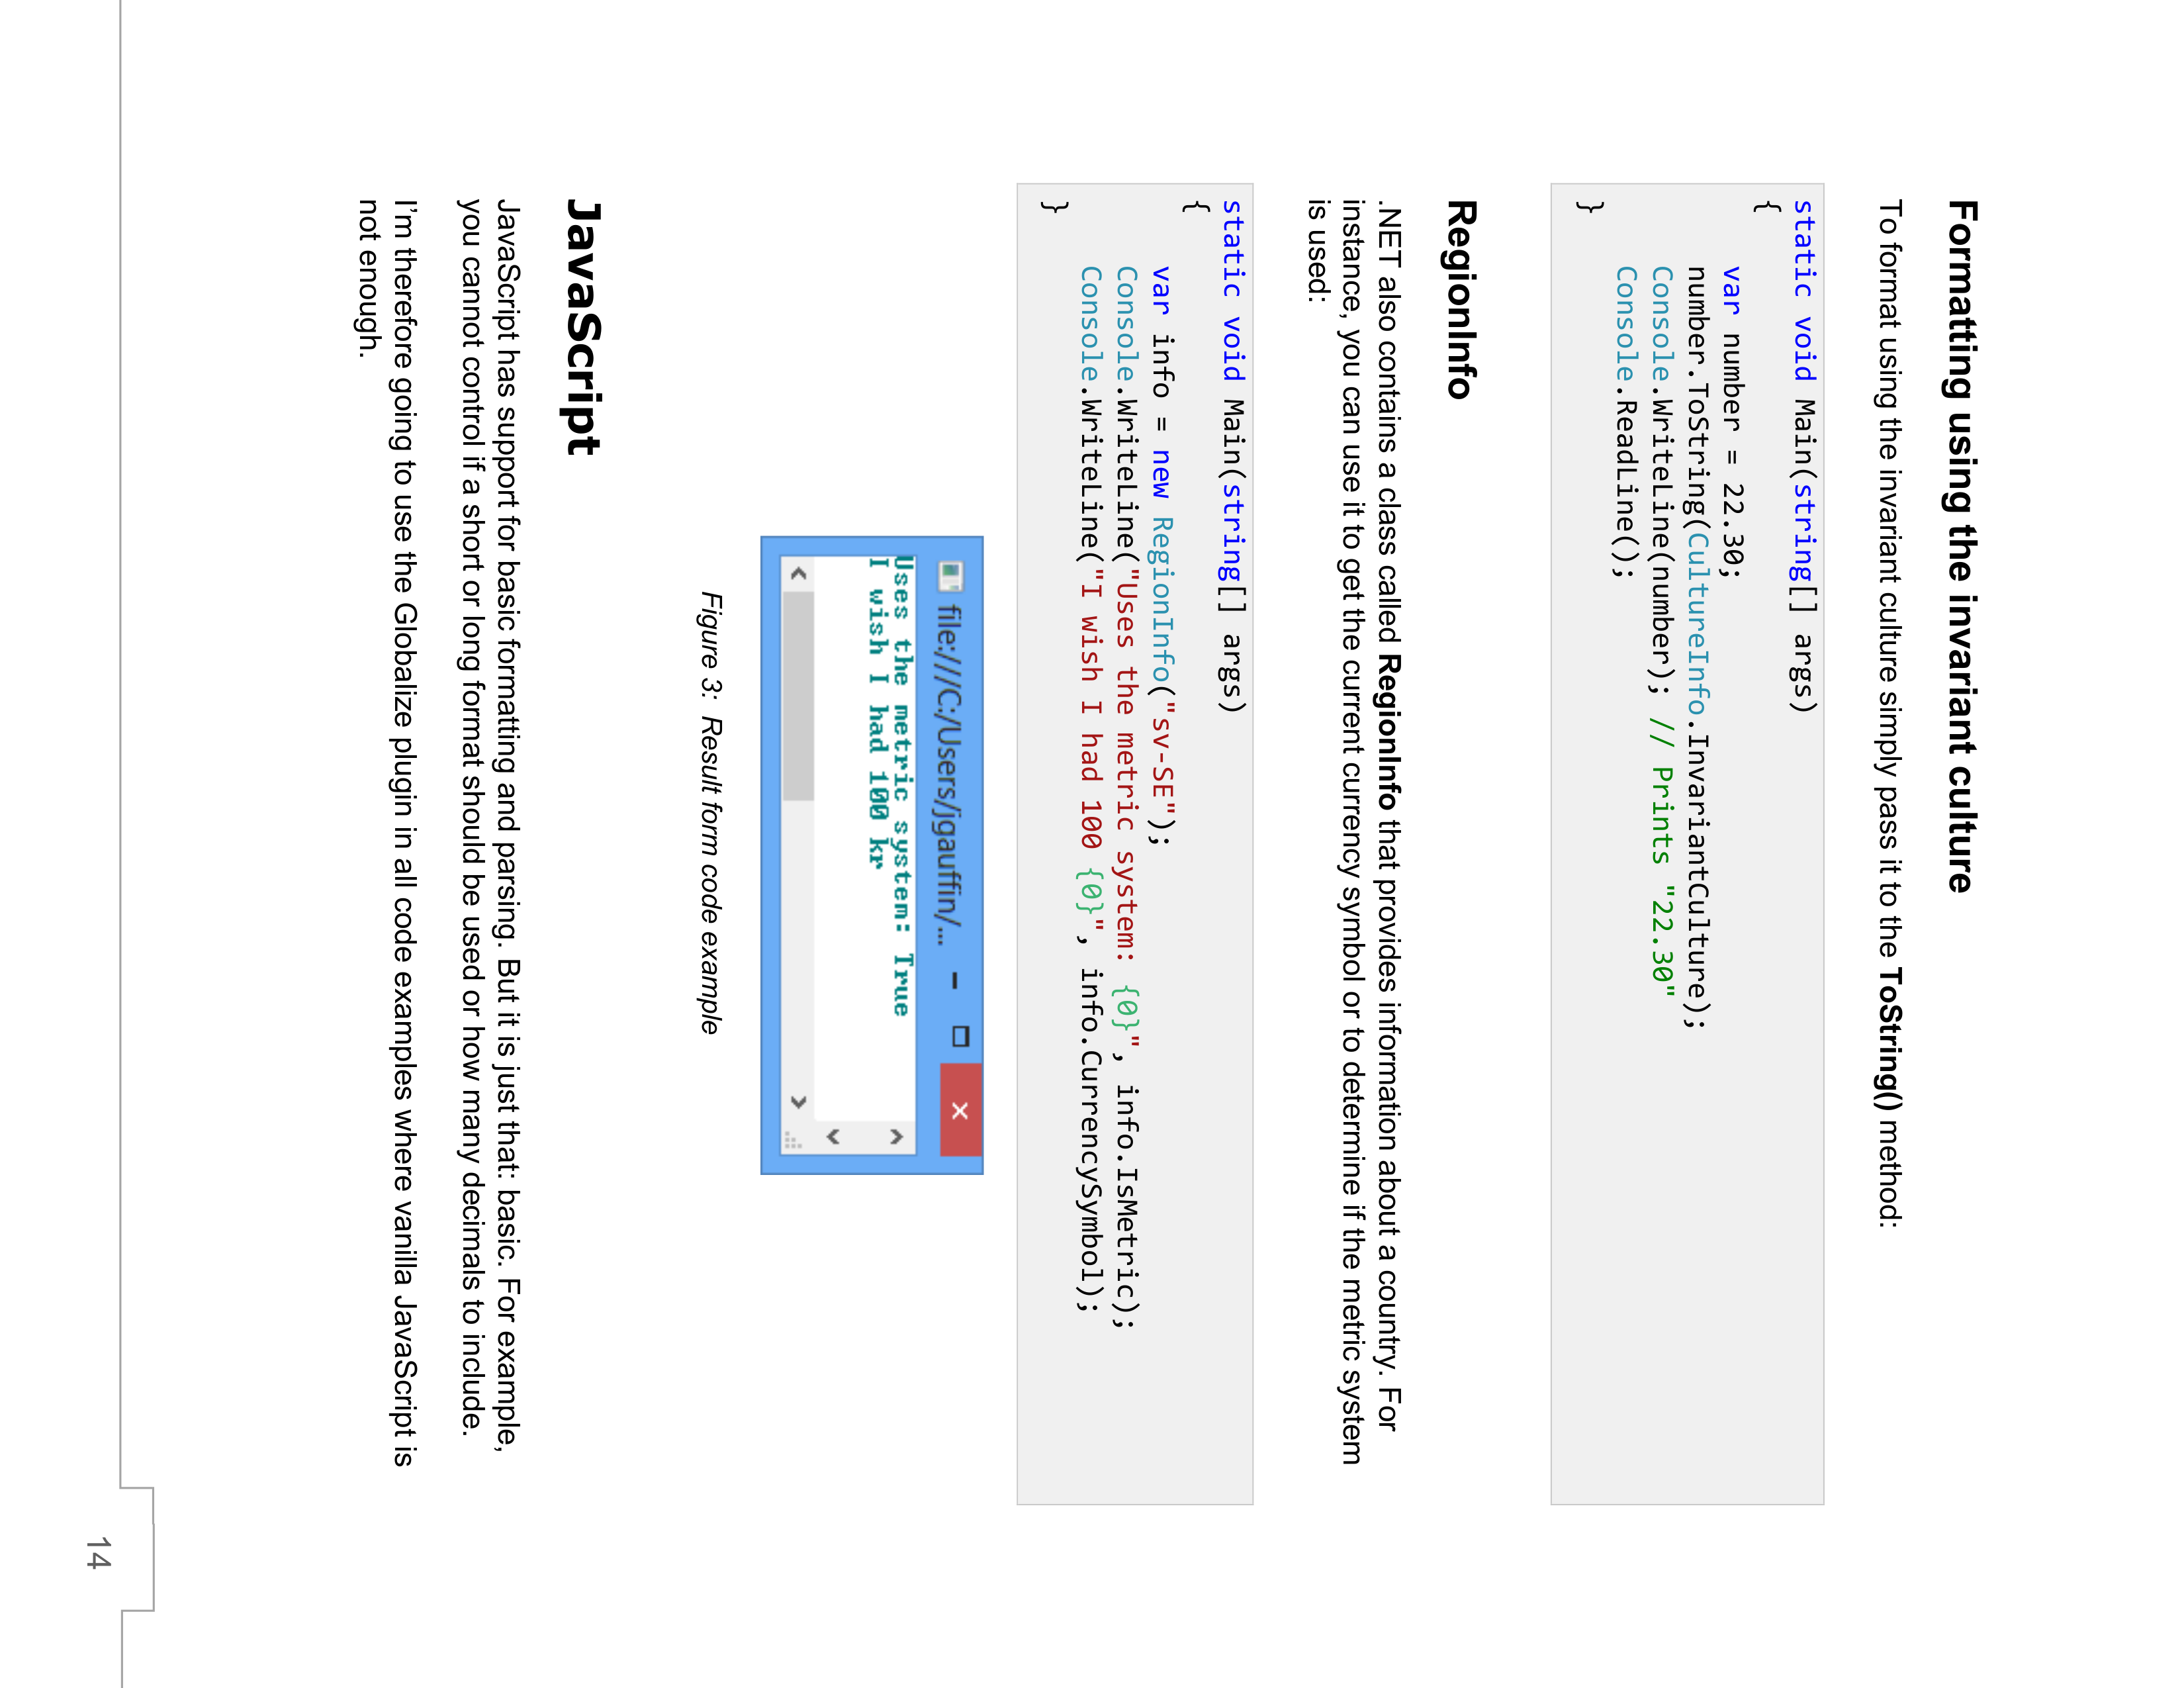 Formatting using the invariant culture
To format using the invariant culture simply pass it to the ToString() method:
static void Main(string[] args)
{
    var number = 22.30;
    number.ToString(CultureInfo.InvariantCulture);
    Console.WriteLine(number); // Prints "22.30"
    Console.ReadLine();
}
RegionInfo
.NET also contains a class called RegionInfo that provides information about a country. For
instance, you can use it to get the current currency symbol or to determine if the metric system
is used:
static void Main(string[] args)
{
    var info = new RegionInfo("sv-SE");
    Console.WriteLine("Uses the metric system: {0}", info.IsMetric);
    Console.WriteLine("I wish I had 100 {0}", info.CurrencySymbol);
}
file:///C:/Users/jgauffin/...
Uses the metric system: True
I wish I had 100 kr
Figure 3: Result form code example
JavaScript
JavaScript has support for basic formatting and parsing. But it is just that: basic. For example,
you cannot control if a short or long format should be used or how many decimals to include.
I'm therefore going to use the Globalize plugin in all code examples where vanilla JavaScript is
not enough.
14